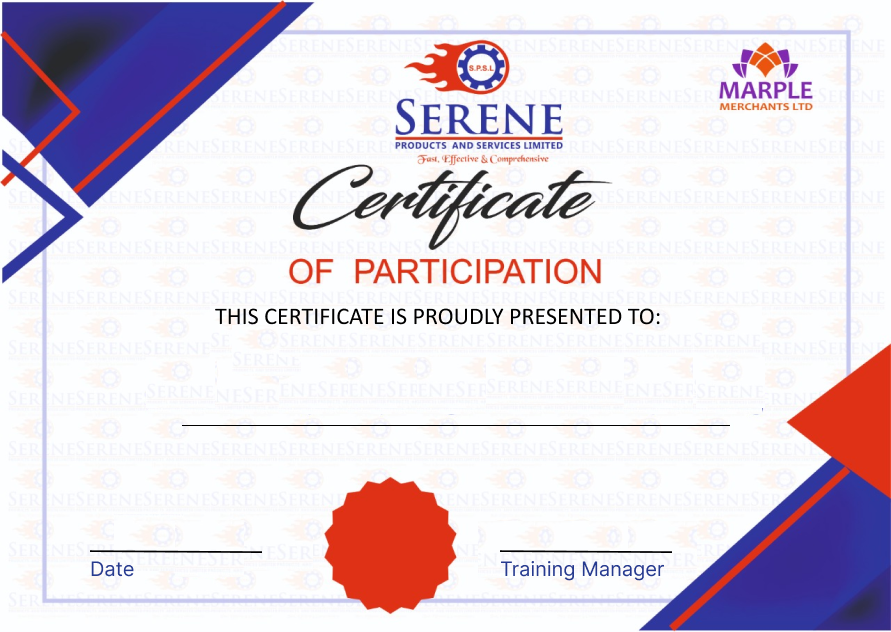 S.P.S.L
SERENE
PRODUCTS AND SERVICES LIMITED
Fast, Effective & Comprehensive
MARPLE
MERCHANTS LTD
Certificate
OF PARTICIPATION
THIS CERTIFICATE IS PROUDLY PRESENTED TO:
Date
Training Manager